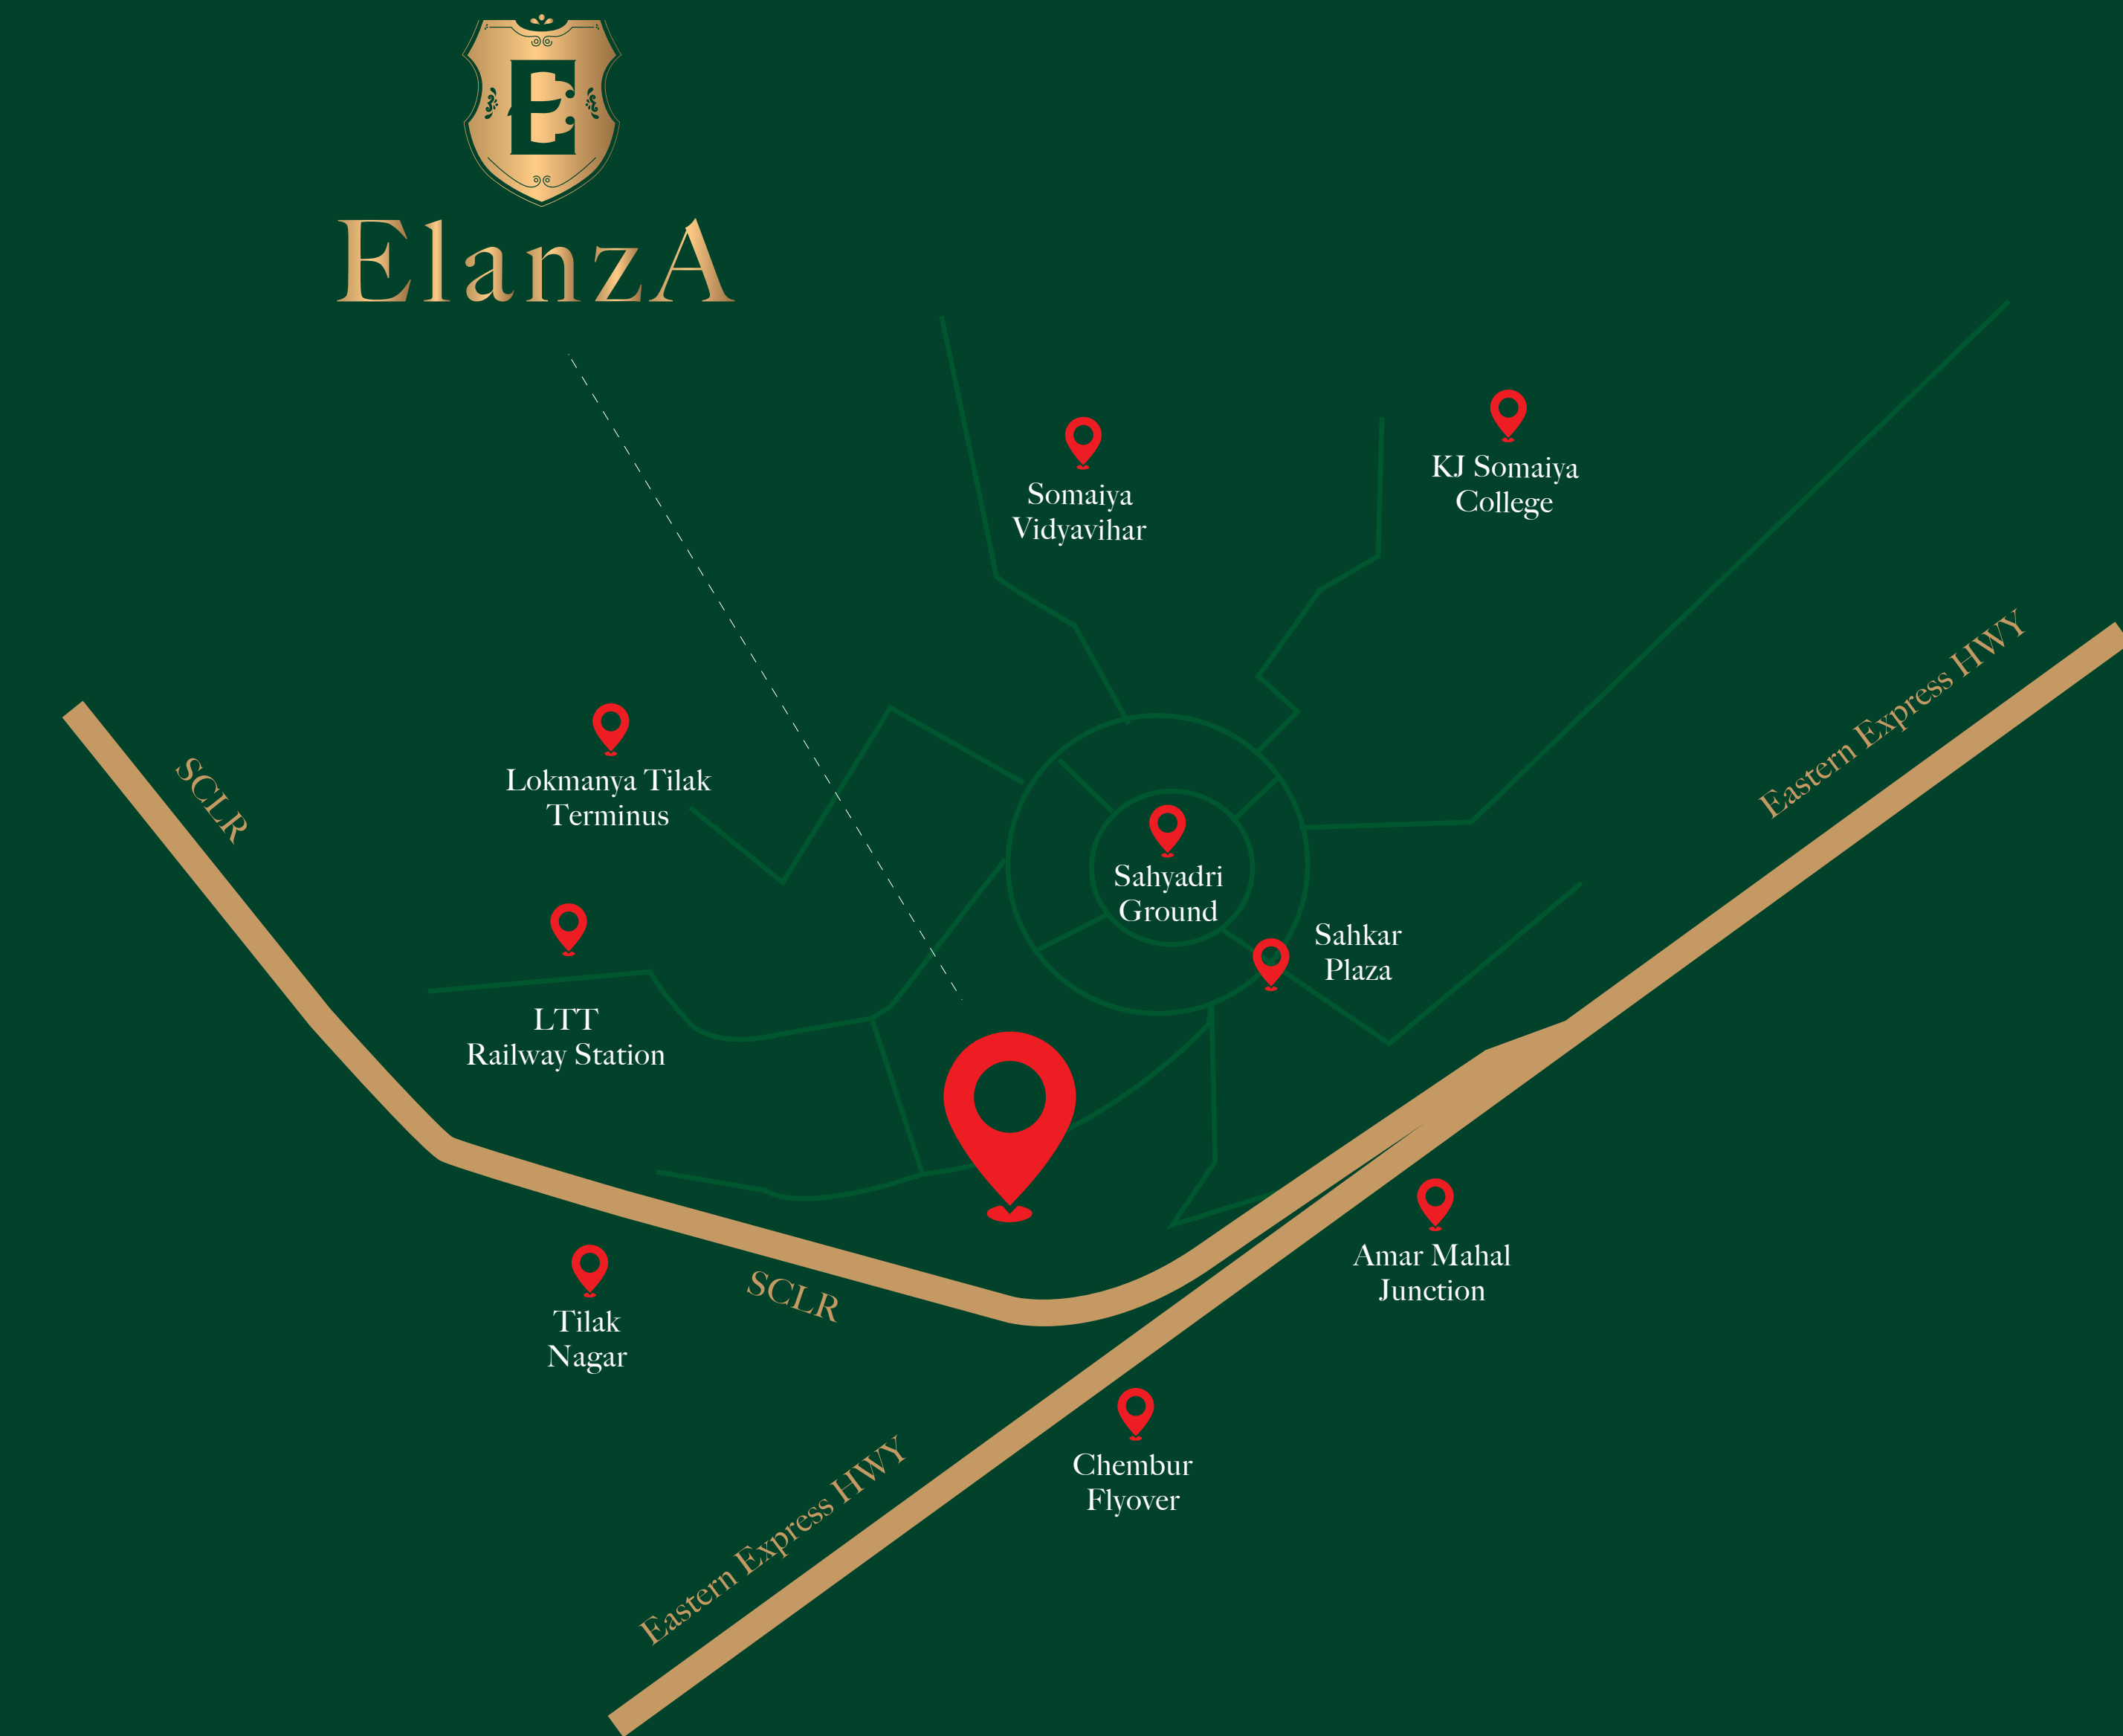 E
ElanzA
KJ Somaiya
College
Somaiya
Vidyavihar
Eastern Express HWY
SCLR
Lokmanya Tilak
Terminus
Sahyadri
Ground
Sahkar
Plaza
LTT
Railway Station
Amar Mahal
Junction
SCLR
Tilak
Nagar
Chembur
Flyover
Eastern Express HWY